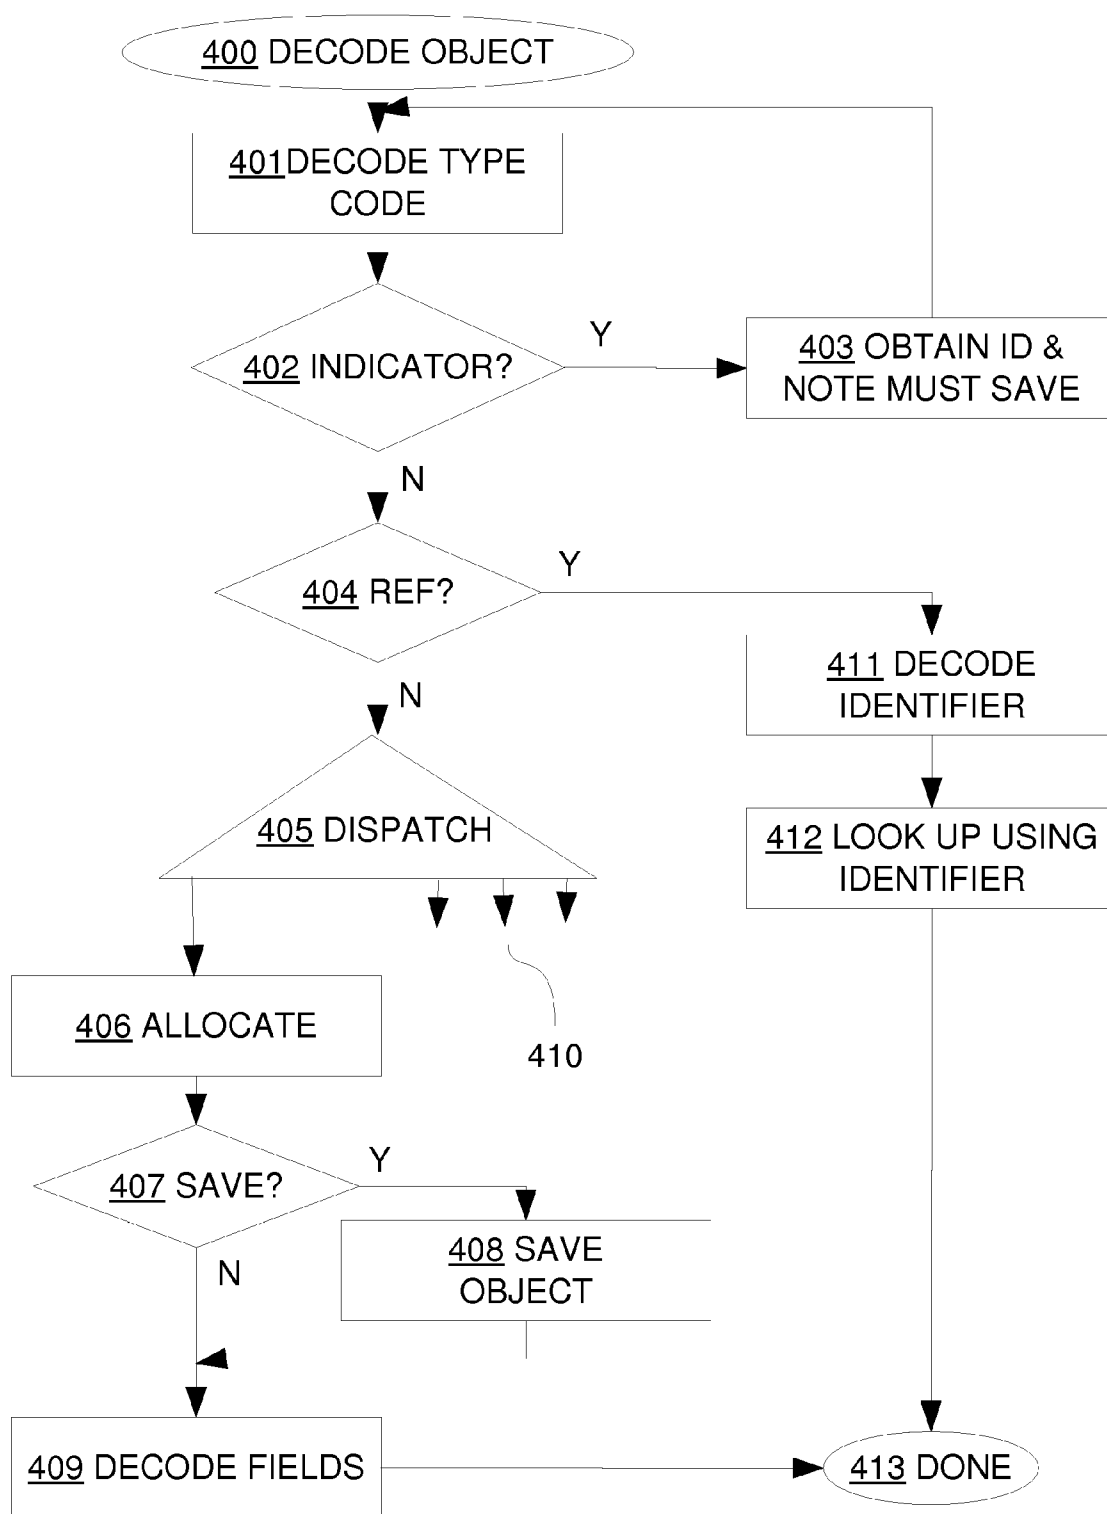 400 DECODE OBJECT
401DECODE TYPE
CODE
402 INDICATOR?
Y
403 OBTAIN ID &
NOTE MUST SAVE
N
404 REF?
Y
411 DECODE
IDENTIFIER
N
405 DISPATCH
412 LOOK UP USING
IDENTIFIER
406 ALLOCATE
410
407 SAVE?
Y
408 SAVE
OBJECT
N
409 DECODE FIELDS
413 DONE